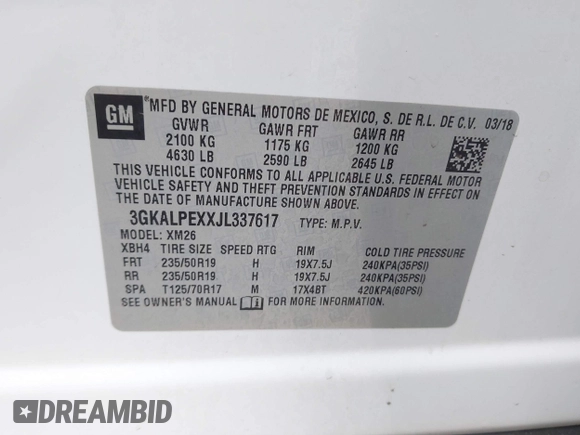 GM
*MFD BY GENERAL MOTORS DE MEXICO, S. DE R.L. DE C.V. 03/18
GVWR GAWR FRT GAWR RR
2100 KG 1175 KG 1200 KG
4630 LB 2590 LB 2645 LB
THIS VEHICLE CONFORMS TO ALL APPLICABLE U.S. FEDERAL MOTOR
VEHICLE SAFETY AND THEFT PREVENTION STANDARDS IN EFFECT ON
THE DATE OF MANUFACTURE SHOWN ABOVE.
3GKALPEXXJL337617 TYPE: M.P.V.
MODEL: XM26
XBH4 TIRE SIZE SPEED RTG RIM COLD TIRE PRESSURE
FRT 235/50R19 H 19X7.5J 240KPA(35PSI)
RR 235/50R19 H 19X7.5J 240KPA(35PSI)
SPA T125/70R17 M 17X4BT 420KPA(60PSI)
SEE OWNER'S MANUAL FOR MORE INFORMATION.
DREAMBID